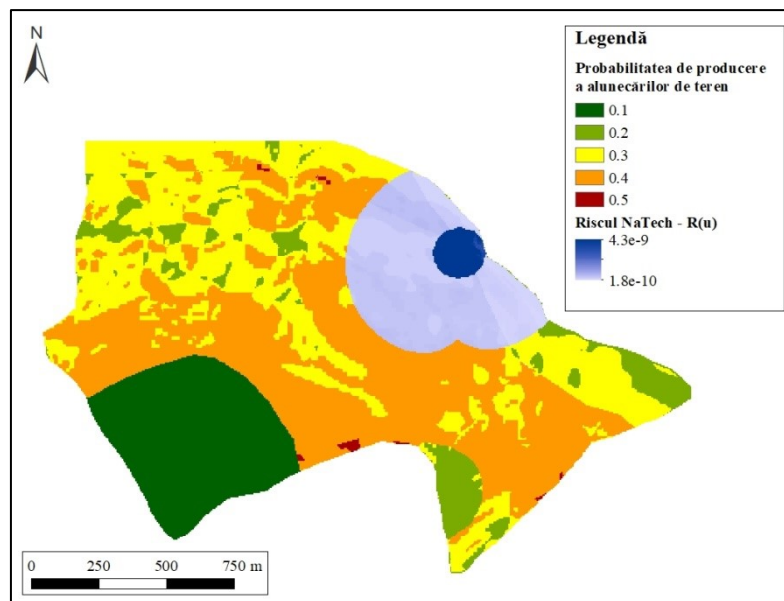 N
Legendă
Probabilitatea de producere
a alunecărilor de teren
0.1
0.2
0.3
0.4
0.5
Riscul NaTech - R(u)
4.3e-9
1.8e-10
0 250 500 750 m